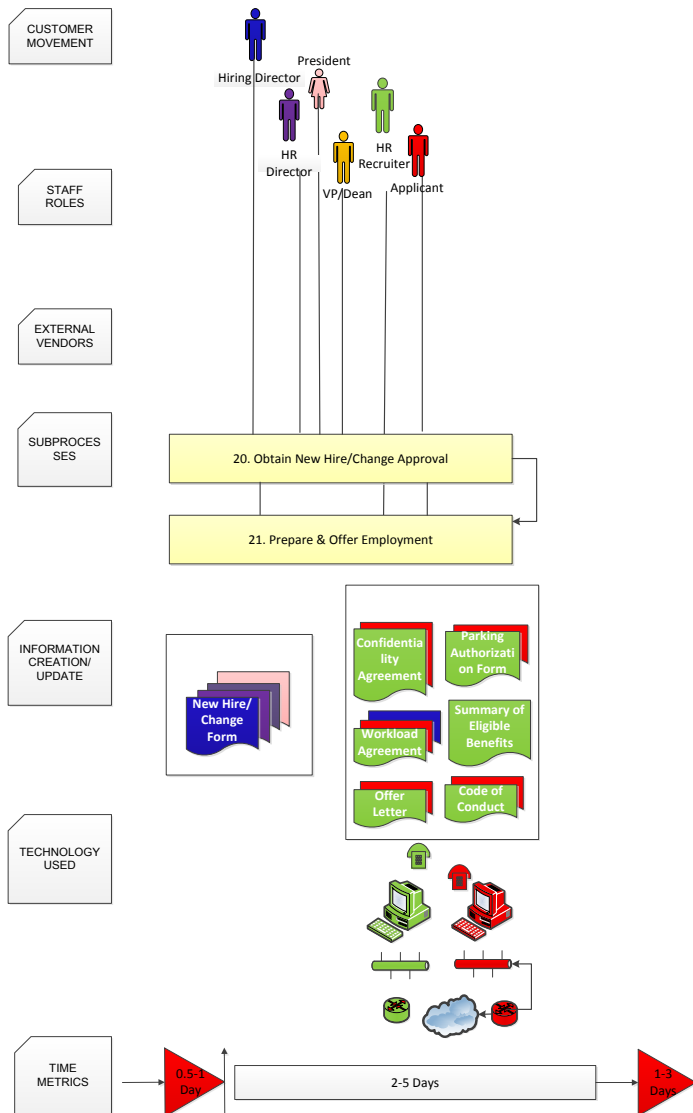 CUSTOMER
MOVEMENT
President
Hiring Director
HR
Director
HR
Recruiter
VP/Dean
Applicant
STAFF
ROLES
EXTERNAL
VENDORS
SUBPROCES
SES
20. Obtain New Hire/Change Approval
21. Prepare & Offer Employment
INFORMATION
CREATION/
UPDATE
New Hire/
Change
Form
Confidentia
lity
Agreement
Parking
Authorizati
on Form
Workload
Agreement
Summary of
Eligible
Benefits
Offer
Letter
Code of
Conduct
TECHNOLOGY
USED
TIME
METRICS
0.5-1
Day
2-5 Days
1-3
Days